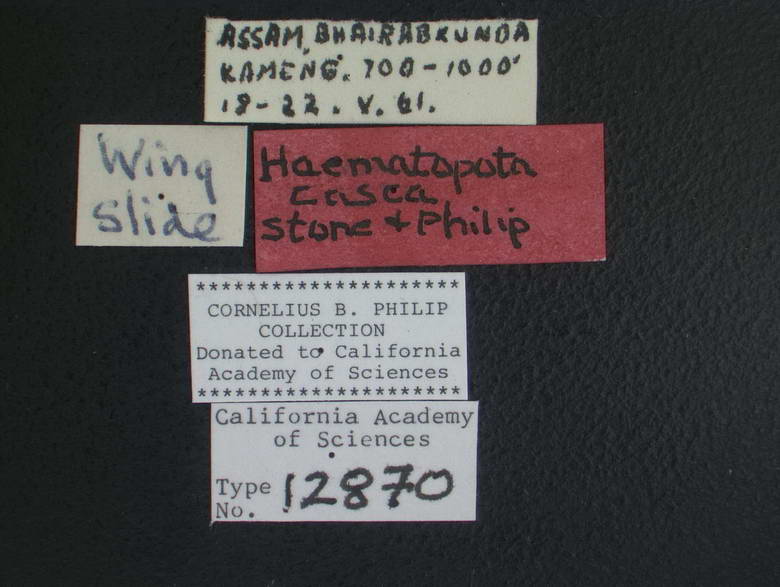 ASSAM, BHAIRABKUNDA
KAMENG. 700-1000'
18-22. V. 61.
Wing
slide
Haematopota
casca
Stone + Philip
*********************
CORNELIUS B. PHILIP
COLLECTION
Donated to California
Academy of Sciences
*********************
California Academy
of Sciences
Type
No. 12870